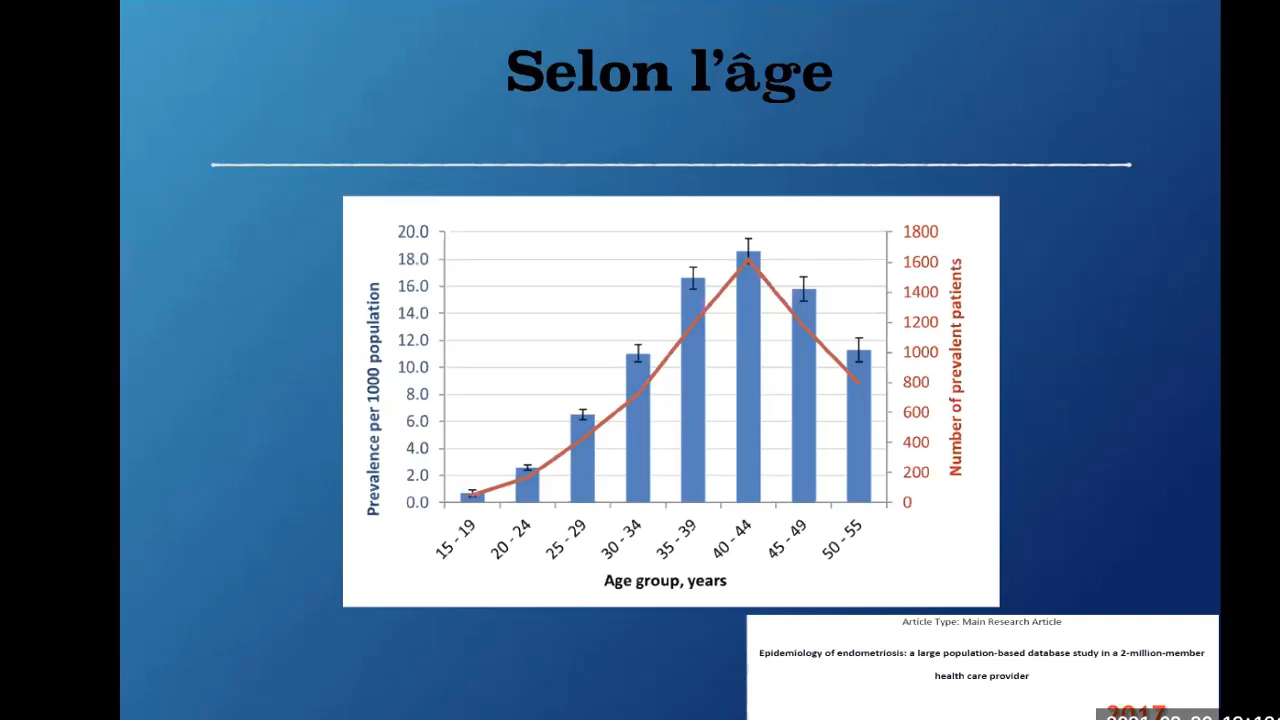 Selon l'âge
20.0
18.0
16.0
14.0
12.0
10.0
8.0
6.0
4.0
2.0
0.0
Prevalence per 1000 population
1800
1600
1400
1200
1000
800
600
400
200
0
Number of prevalent patients
15 - 19
20 - 24
25 - 29
30 - 34
35 - 39
40 - 44
45 - 49
50 - 55
Age group, years
Article Type: Main Research Article
Epidemiology of endometriosis: a large population-based database study in a 2-million-member
health care provider
2017